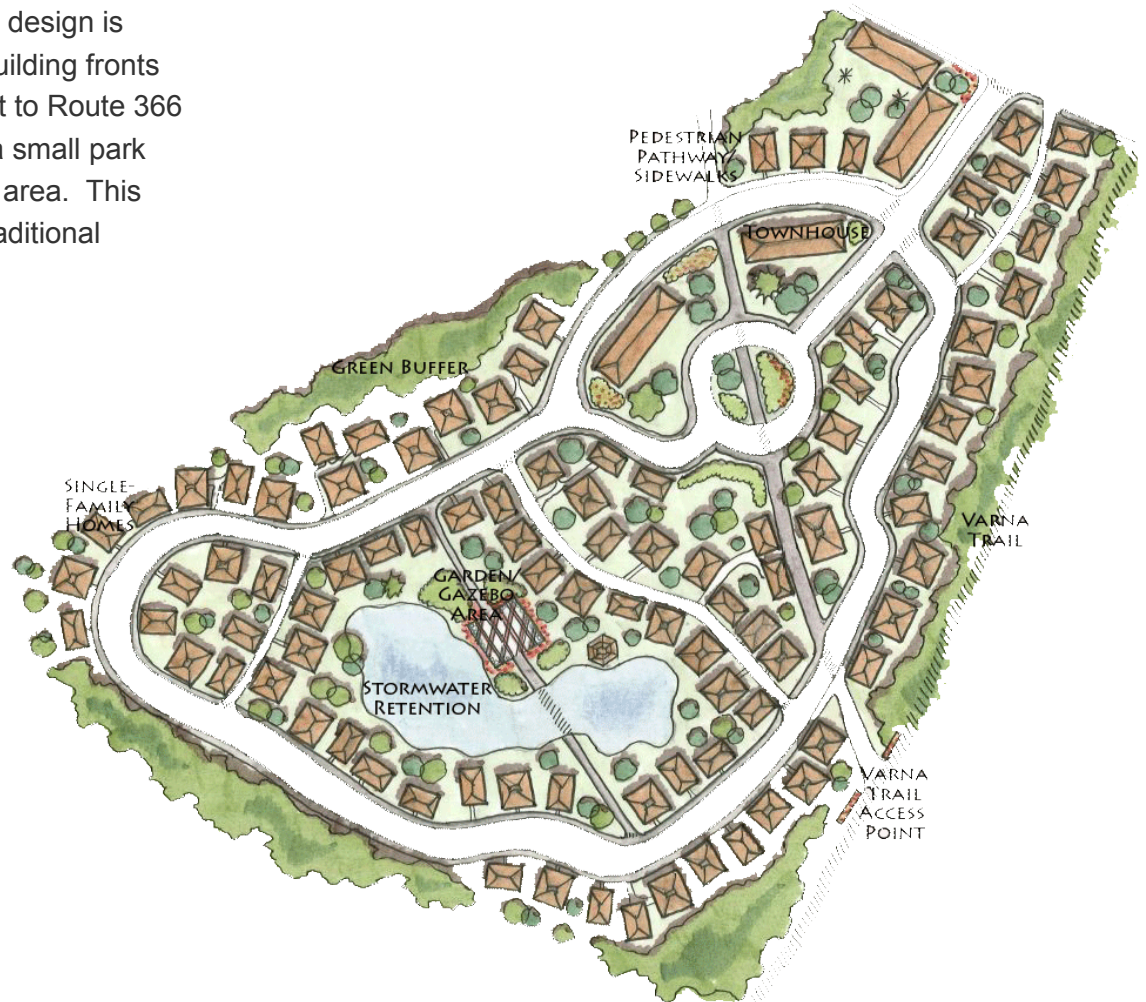 design is
uilding fronts
t to Route 366
a small park
area.  This
aditional
PEDESTRIAN
PATHWAY/
SIDEWALKS
TOWNHOUSE
GREEN BUFFER
SINGLE-
FAMILY
HOMES
VARNA
TRAIL
GARDEN/
GAZEBO
AREA
STORMWATER
RETENTION
VARNA
TRAIL
ACCESS
POINT